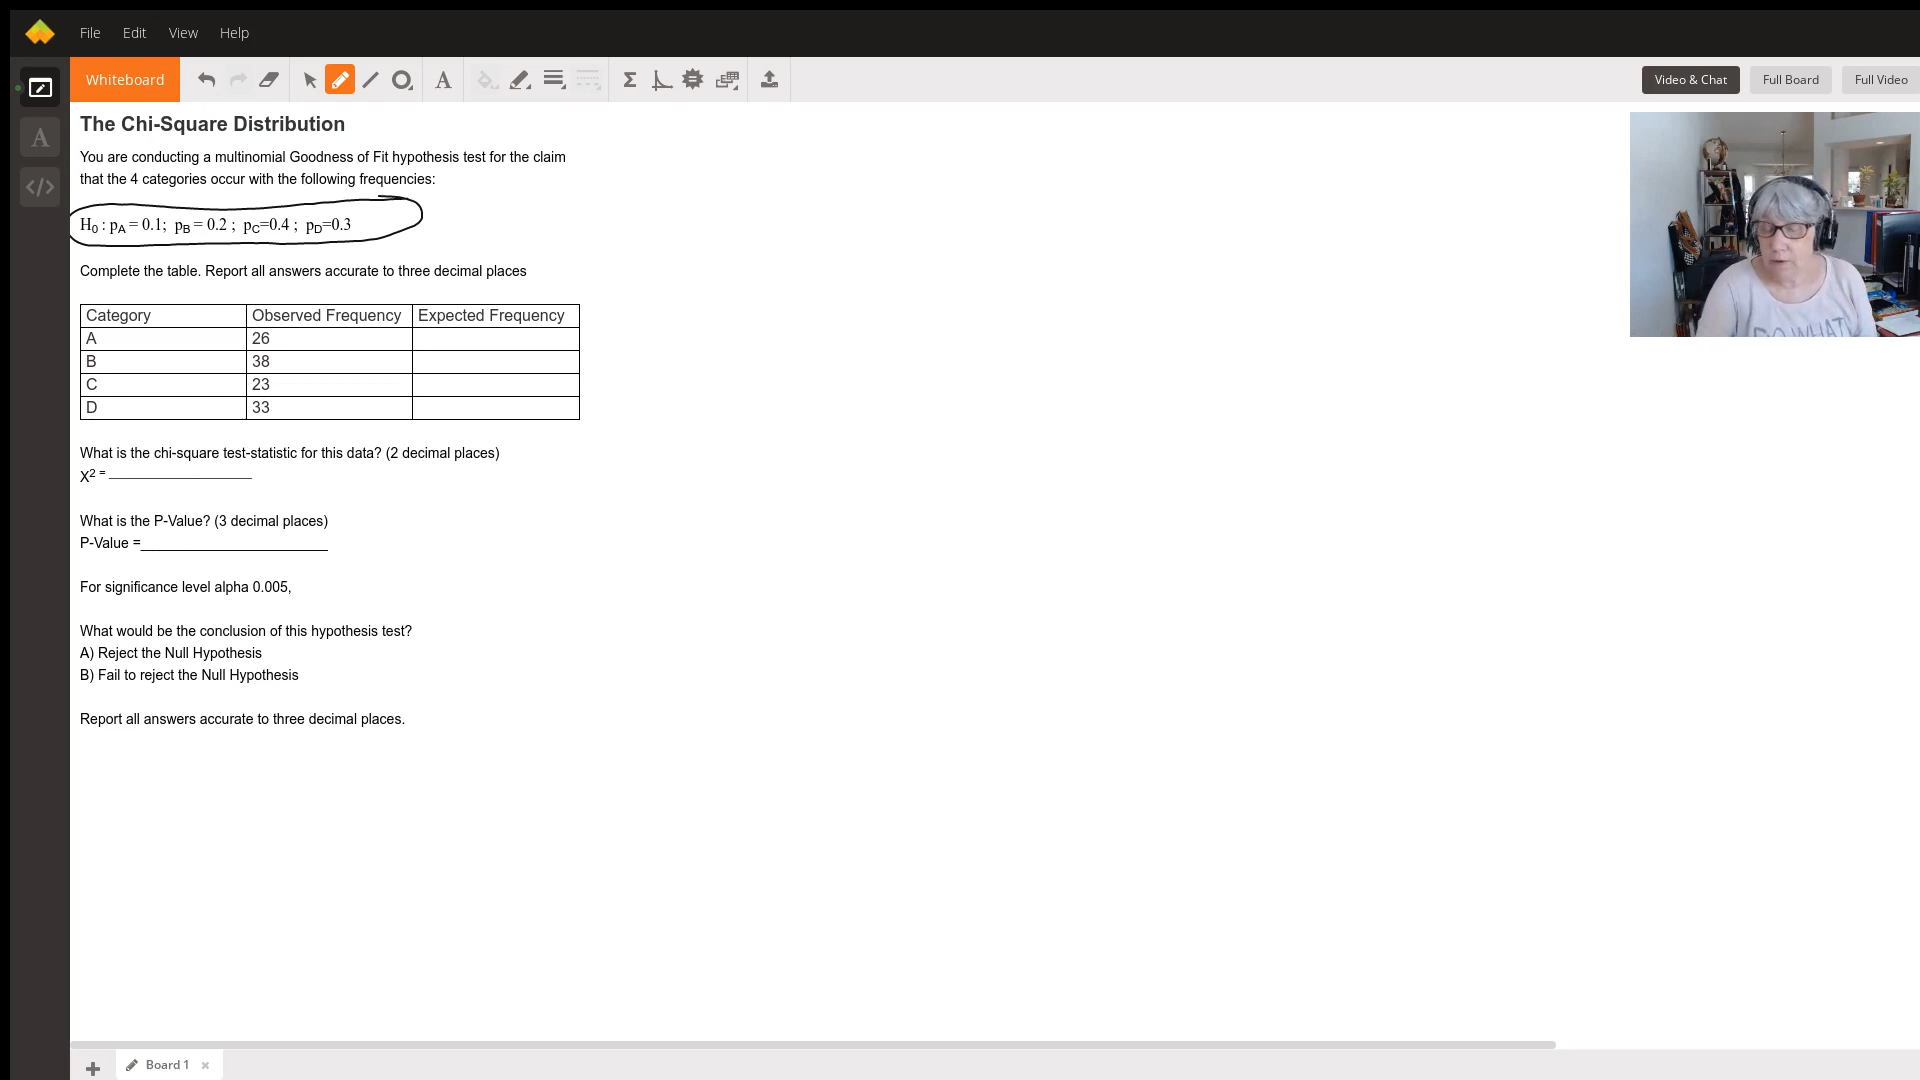 File Edit View Help
Whiteboard A Σ Video & Chat Full Board Full Video
A
</>
The Chi-Square Distribution
You are conducting a multinomial Goodness of Fit hypothesis test for the claim
that the 4 categories occur with the following frequencies:
H₀ : pA = 0.1; pB = 0.2 ; pC=0.4 ; pD=0.3
Complete the table. Report all answers accurate to three decimal places
Category Observed Frequency Expected Frequency
A 26
B 38
C 23
D 33
What is the chi-square test-statistic for this data? (2 decimal places)
X² = ____________________
What is the P-Value? (3 decimal places)
P-Value =________________________
For significance level alpha 0.005,
What would be the conclusion of this hypothesis test?
A) Reject the Null Hypothesis
B) Fail to reject the Null Hypothesis
Report all answers accurate to three decimal places.
Board 1